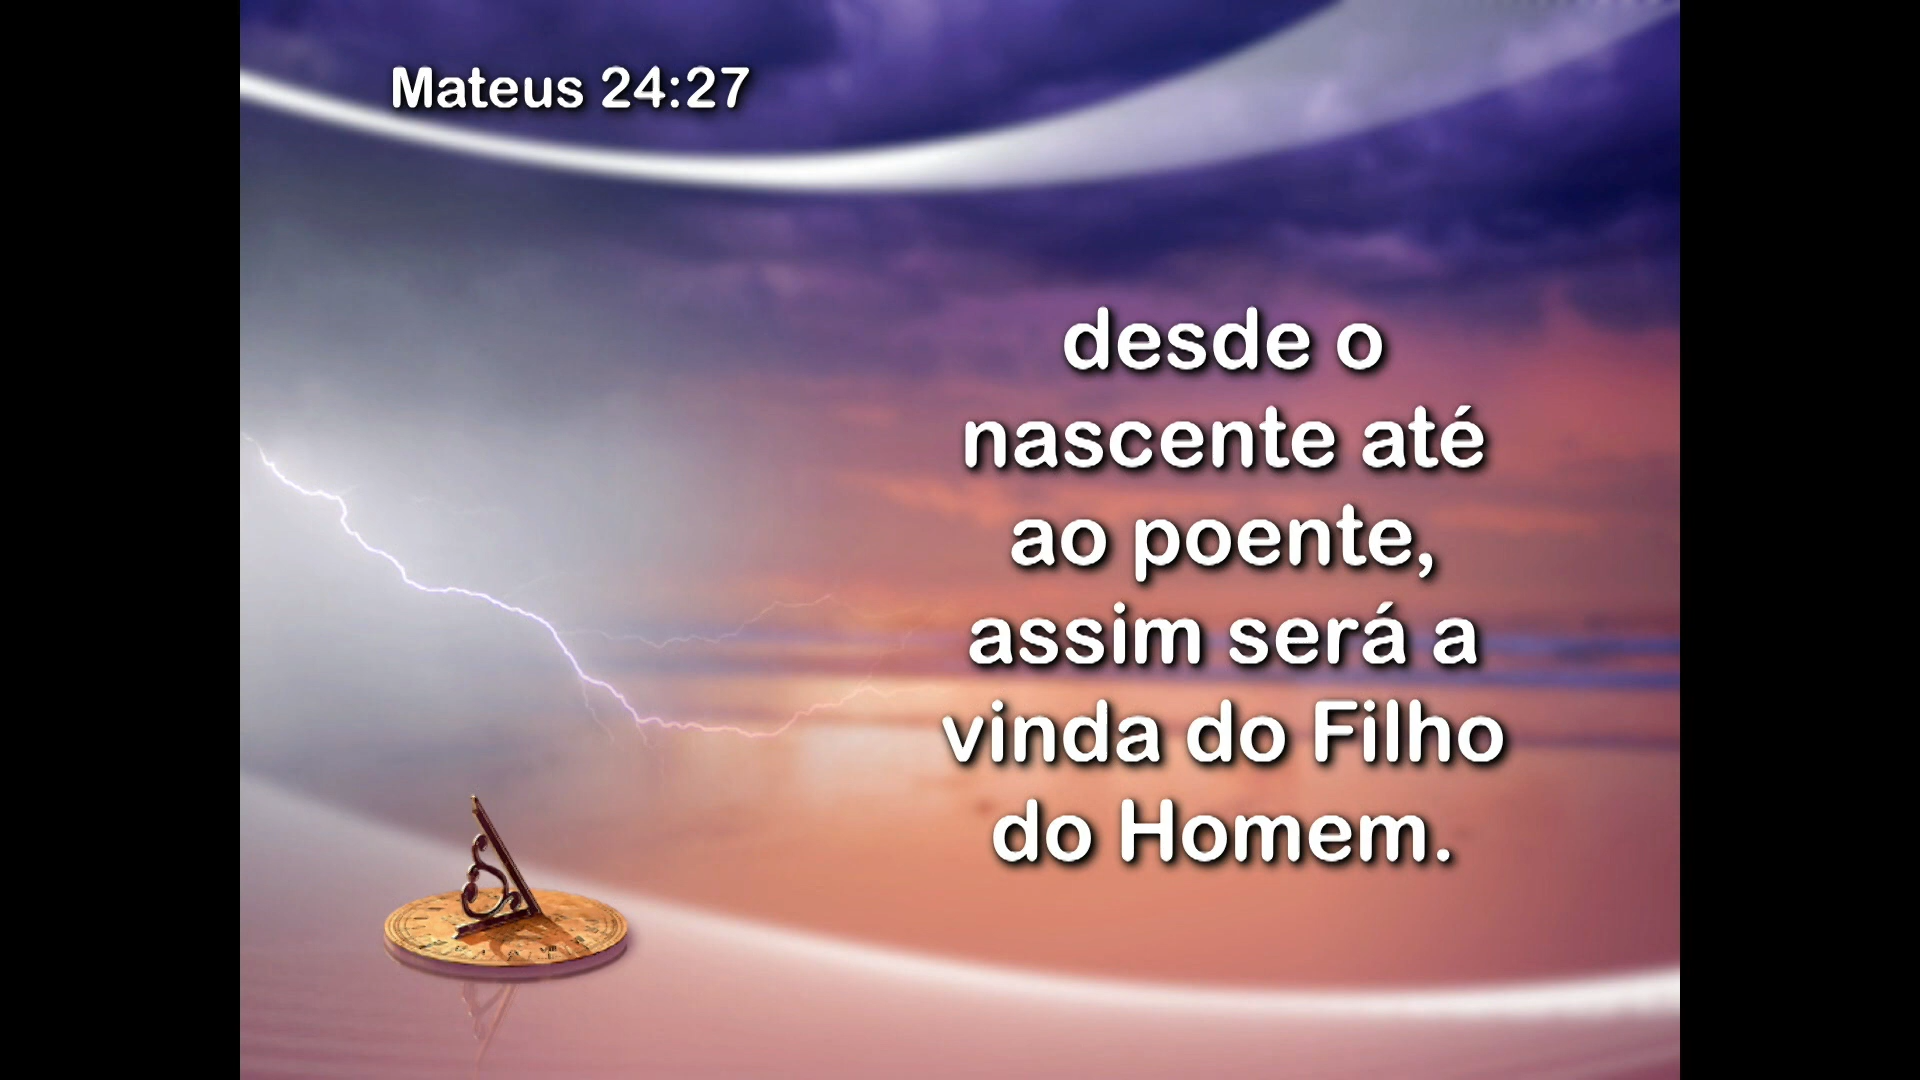 Mateus 24:27
desde o
nascente até
ao poente,
assim será a
vinda do Filho
do Homem.